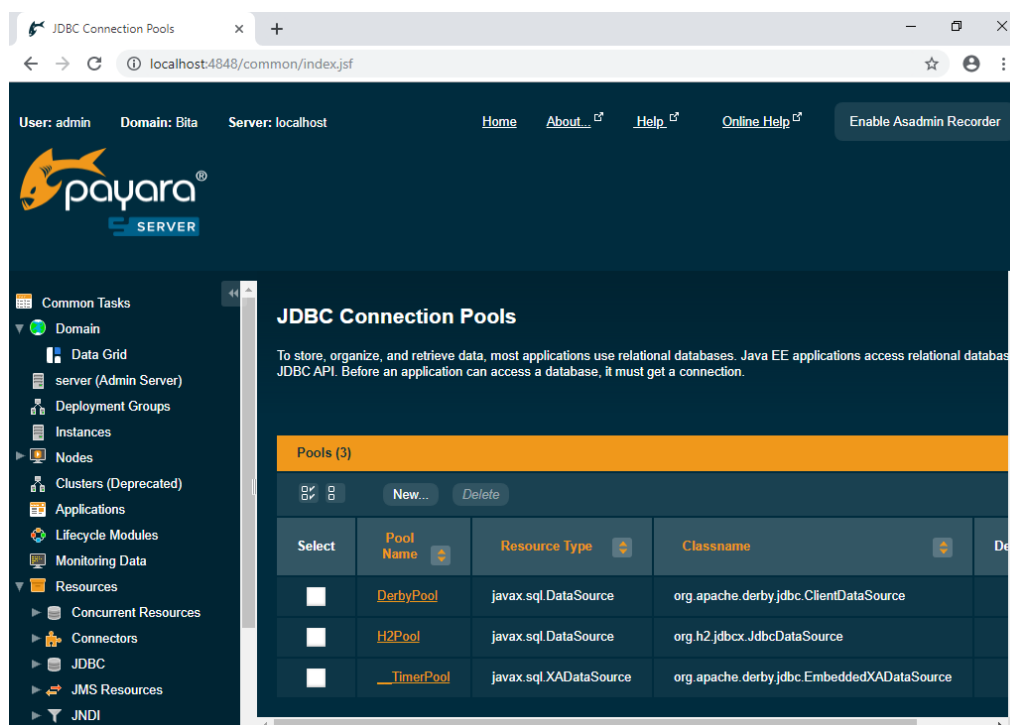 JDBC Connection Pools
localhost:4848/common/index.jsf
User: admin Domain: Bita Server: localhost Home About... Help Online Help Enable Asadmin Recorder
payara®
SERVER
Common Tasks
Domain
Data Grid
server (Admin Server)
Deployment Groups
Instances
Nodes
Clusters (Deprecated)
Applications
Lifecycle Modules
Monitoring Data
Resources
Concurrent Resources
Connectors
JDBC
JMS Resources
JNDI
JDBC Connection Pools
To store, organize, and retrieve data, most applications use relational databases. Java EE applications access relational databas
JDBC API. Before an application can access a database, it must get a connection.
Pools (3)
New... Delete
Select Pool Name Resource Type Classname De
DerbyPool javax.sql.DataSource org.apache.derby.jdbc.ClientDataSource
H2Pool javax.sql.DataSource org.h2.jdbcx.JdbcDataSource
__TimerPool javax.sql.XADataSource org.apache.derby.jdbc.EmbeddedXADataSource